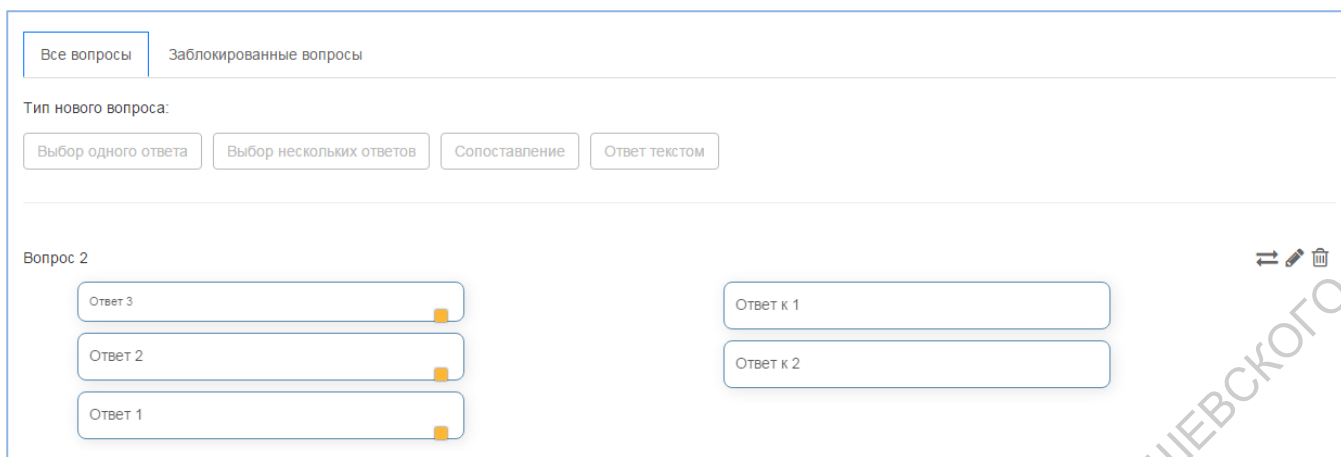 Все вопросы Заблокированные вопросы
Тип нового вопроса:
Выбор одного ответа Выбор нескольких ответов Сопоставление Ответ текстом
Вопрос 2
Ответ 3 Ответ к 1
Ответ 2 Ответ к 2
Ответ 1